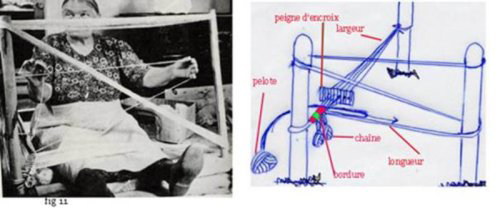 fig 11
peigne d'encroix
largeur
pelote
chaîne
bordure
longueur